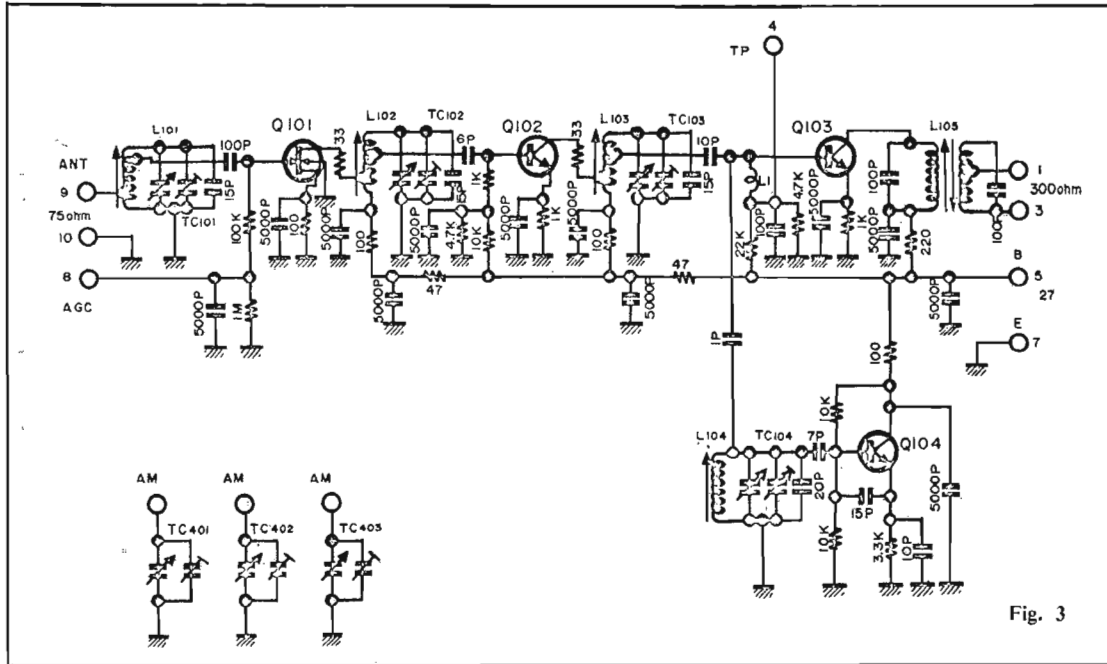 4
TP
L101
100P
Q101
33
L102
TC102
6P
Q102
33
L103
TC103
10P
Q103
L105
ANT
9
75ohm
10
8
AGC
15P
TC101
100K
5000P
1M
5000P
100
5000P
100
15P
1K
5000P
4.7K
10K
5000P
1K
5000P
100
15P
L1
22K
100P
4.7K
5000P
1K
100P
5000P
220
100P
1
300ohm
3
B
5
27
E
7
5000P
47
5000P
47
5000P
1P
100
10K
L104
TC104
7P
Q104
20P
15P
10K
3.3K
10P
5000P
AM
AM
AM
TC401
TC402
TC403
Fig. 3